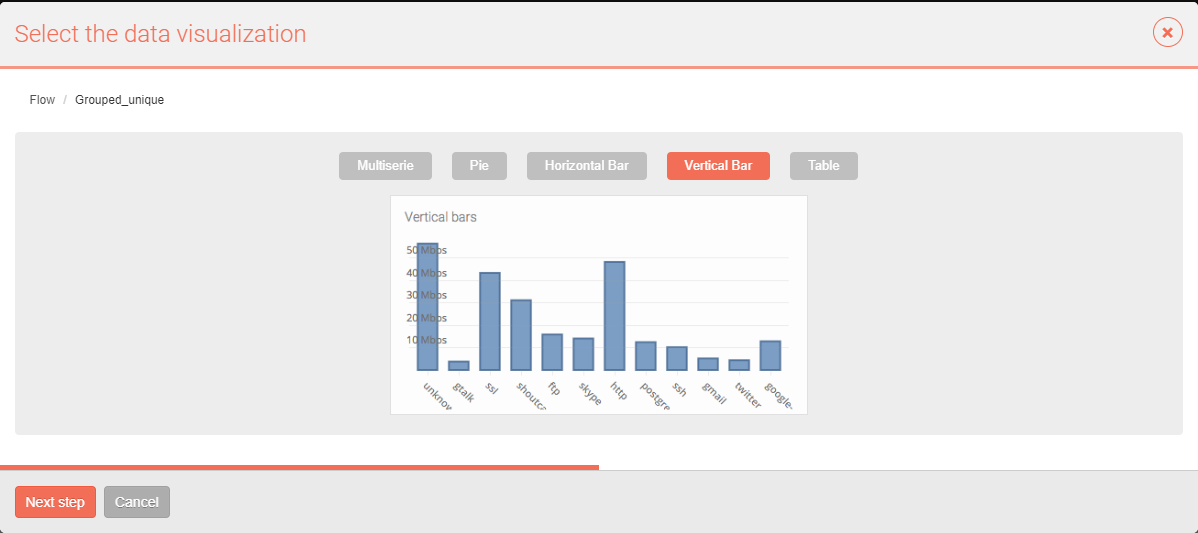 Select the data visualization
Flow / Grouped_unique
Multiserie Pie Horizontal Bar Vertical Bar Table
Vertical bars
50 Mbps
40 Mbps
30 Mbps
20 Mbps
10 Mbps
unknov gtalk ssl shoutca ftp skype http postgre ssh gmail twitter google-
Next step Cancel